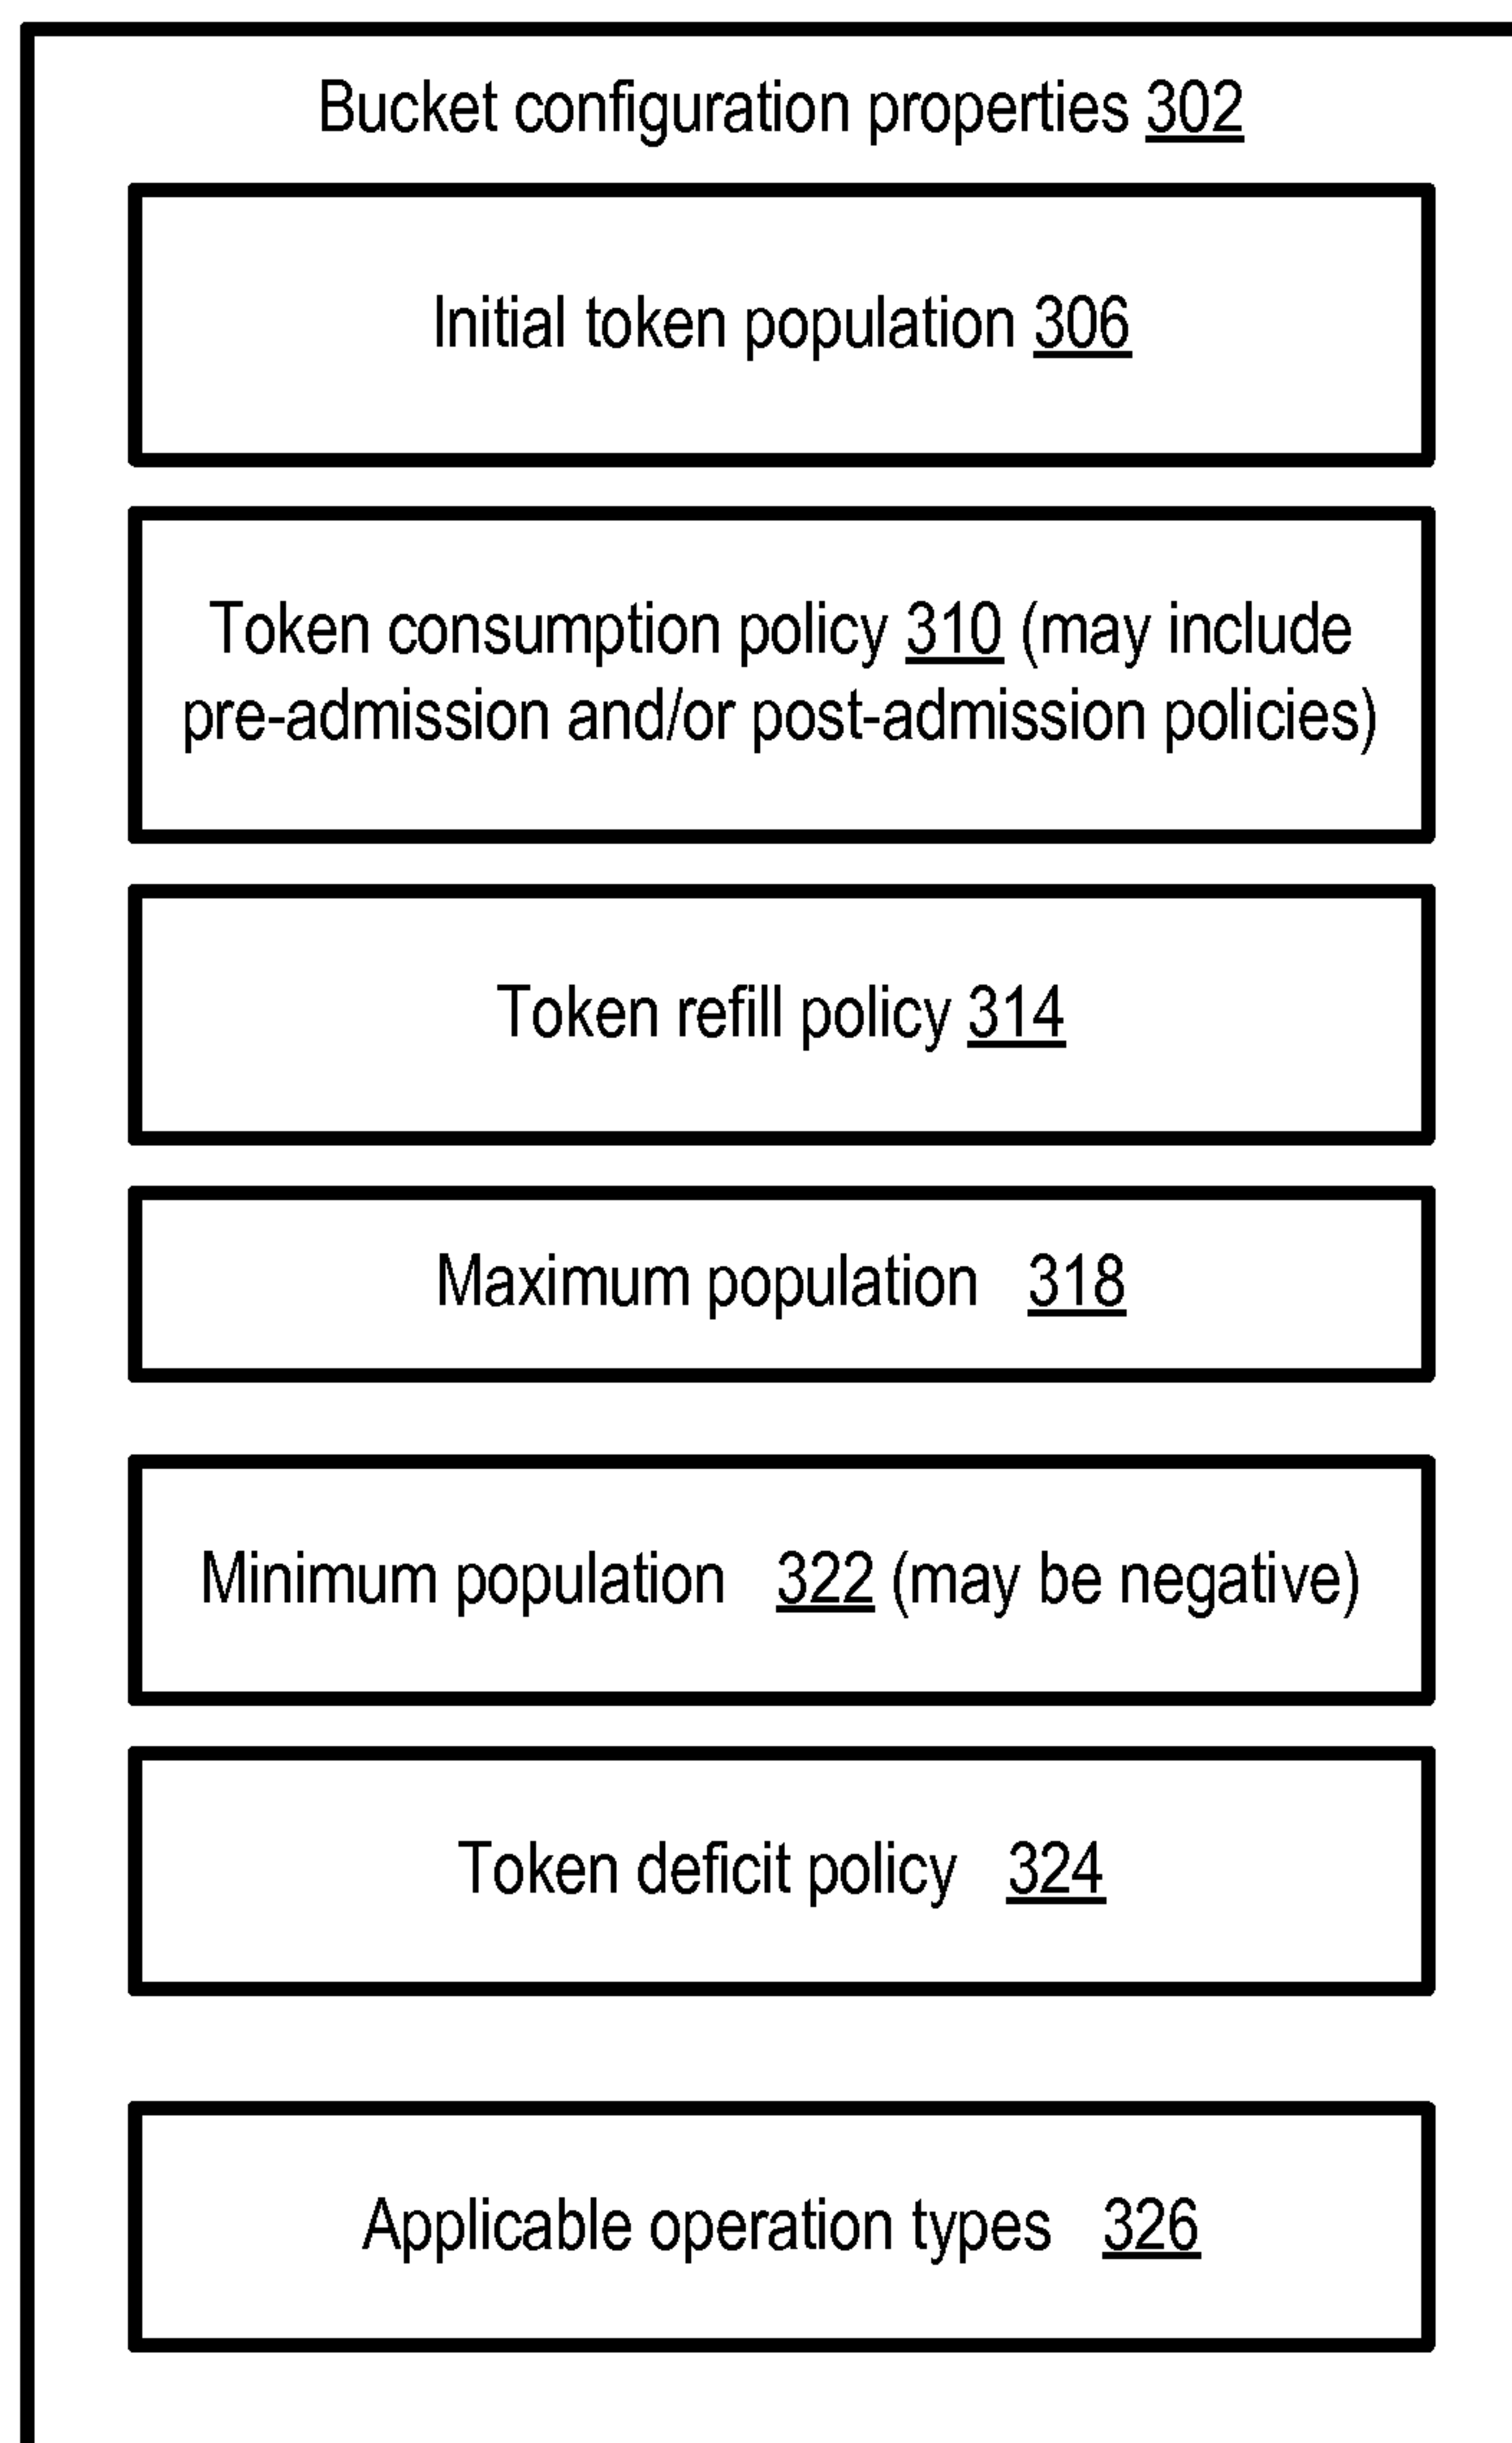 Bucket configuration properties 302
Initial token population 306
Token consumption policy 310 (may include
pre-admission and/or post-admission policies)
Token refill policy 314
Maximum population 318
Minimum population 322 (may be negative)
Token deficit policy 324
Applicable operation types 326